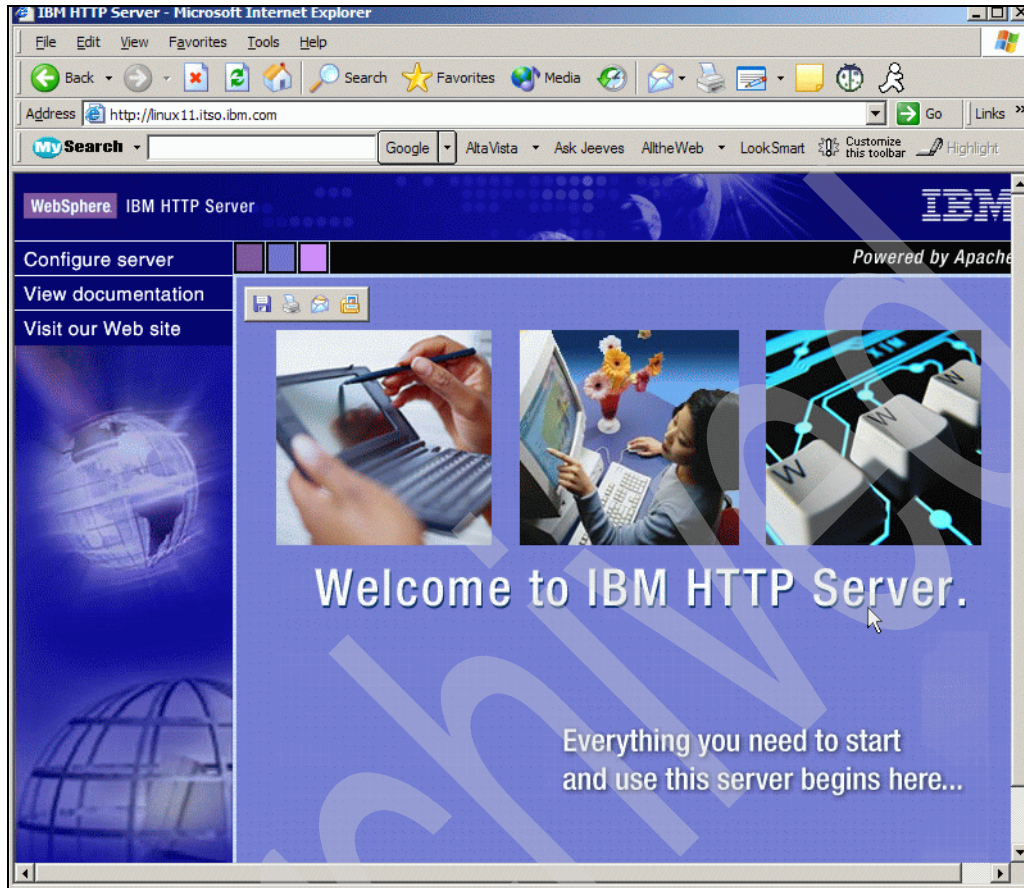 IBM HTTP Server - Microsoft Internet Explorer
File Edit View Favorites Tools Help
Back Search Favorites Media
Address http://linux11.itso.ibm.com Go Links »
My Search Google AltaVista Ask Jeeves AlltheWeb LookSmart Customize this toolbar Highlight
WebSphere. IBM HTTP Server
IBM
Configure server
Powered by Apache
View documentation
Visit our Web site
W
W
W
Welcome to IBM HTTP Server.
Everything you need to start
and use this server begins here...